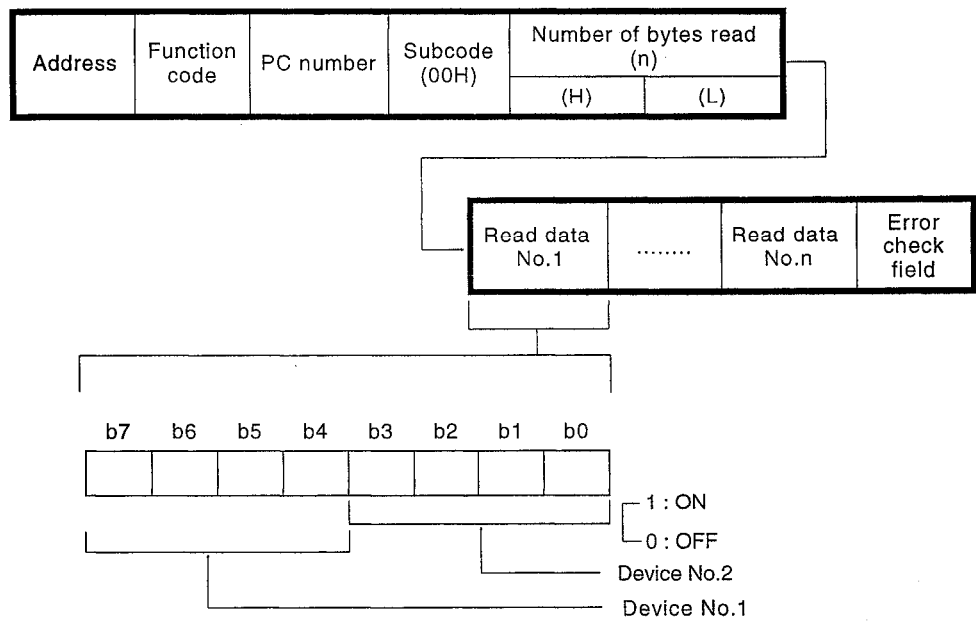 Address
Function
code
PC number
Subcode
(00H)
Number of bytes read
(n)
(H)
(L)
Read data
No.1
........
Read data
No.n
Error
check
field
b7 b6 b5 b4 b3 b2 b1 b0
1 : ON
0 : OFF
Device No.2
Device No.1